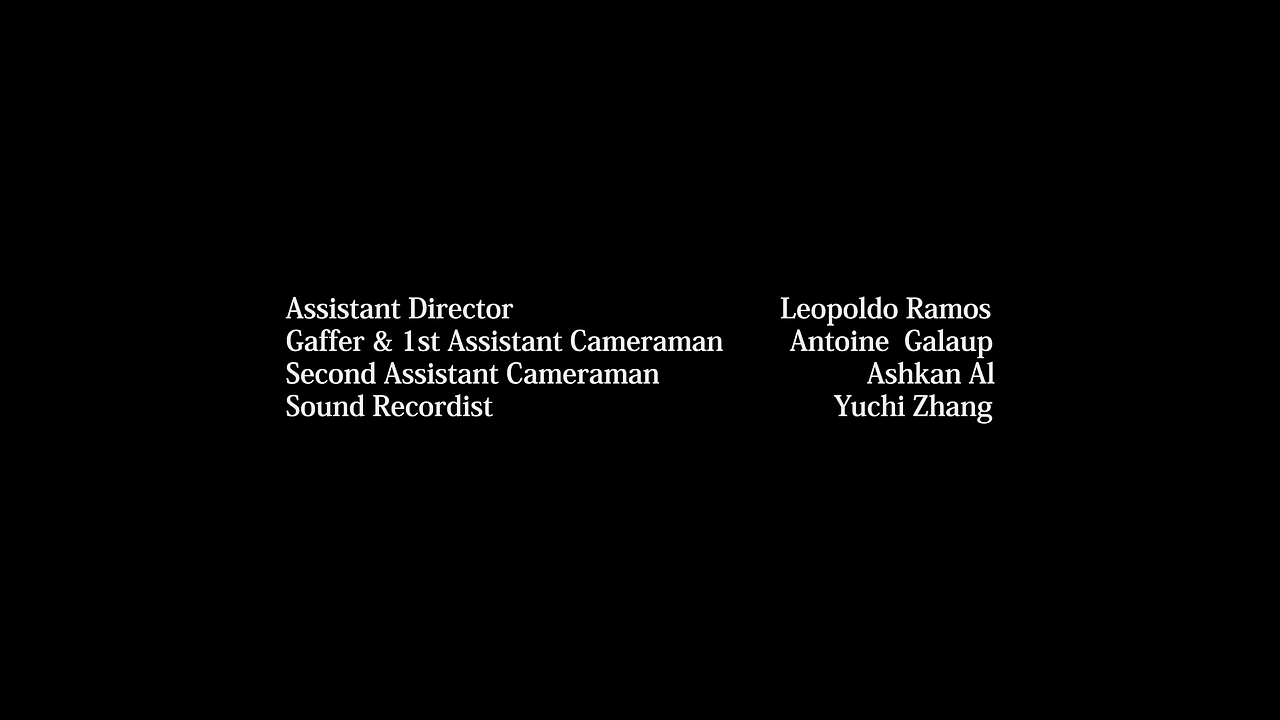 Assistant Director Leopoldo Ramos
Gaffer & 1st Assistant Cameraman Antoine  Galaup
Second Assistant Cameraman Ashkan Al
Sound Recordist Yuchi Zhang